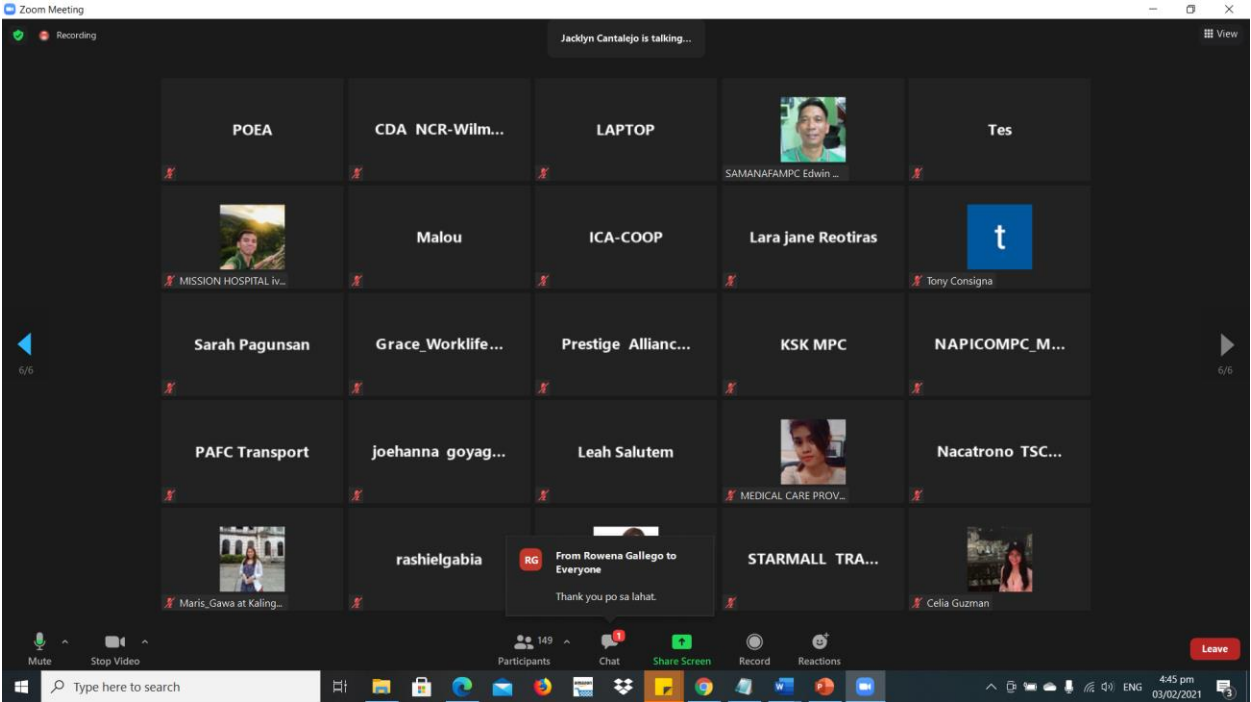 Zoom Meeting
Recording
Jacklyn Cantalejo is talking...
View
POEA
CDA NCR-Wilm...
LAPTOP
SAMANAFAMPC Edwin ...
Tes
MISSION HOSPITAL iv...
Malou
ICA-COOP
Lara jane Reotiras
t
Tony Consigna
Sarah Pagunsan
Grace_Worklife...
Prestige Allianc...
KSK MPC
NAPICOMPC_M...
6/6
6/6
PAFC Transport
joehanna goyag...
Leah Salutem
MEDICAL CARE PROV...
Nacatrono TSC...
Maris_Gawa at Kaling...
rashielgabia
RG
From Rowena Gallego to
Everyone
Thank you po sa lahat.
STARMALL TRA...
Celia Guzman
Mute
Stop Video
149
Participants
1
Chat
Share Screen
Record
Reactions
Leave
Type here to search
ENG
4:45 pm
03/02/2021
3